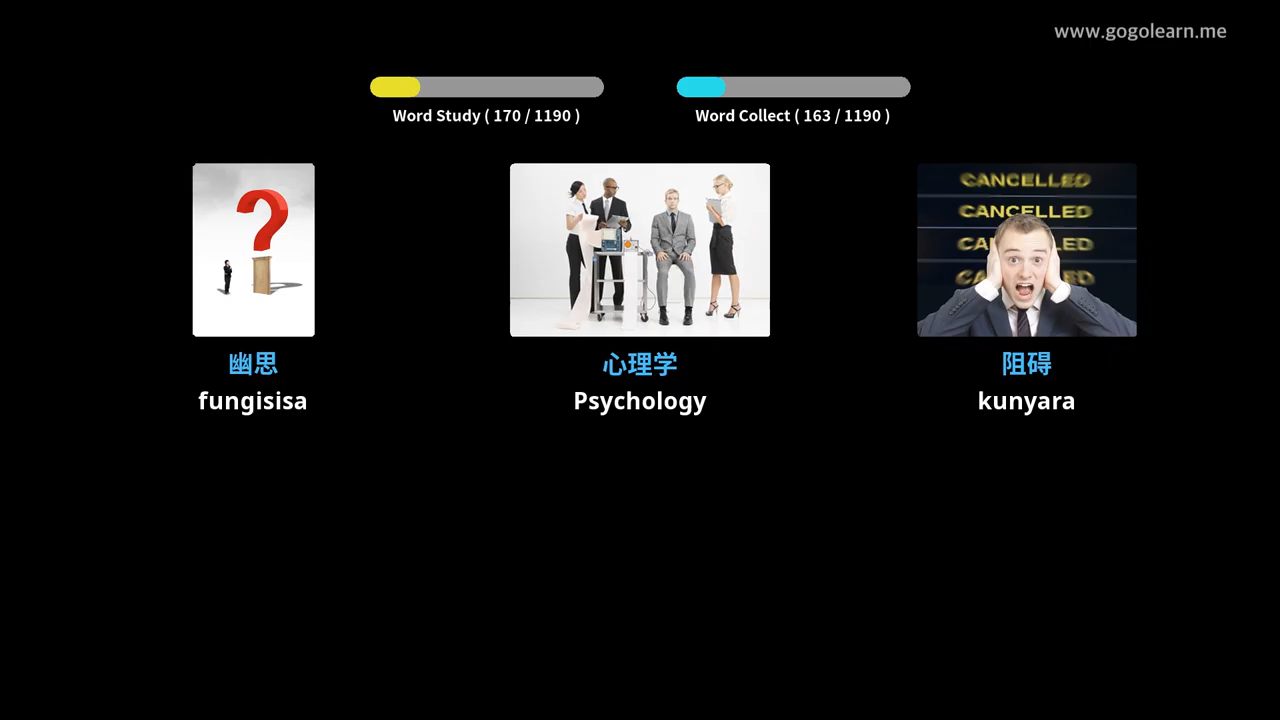 www.gogolearn.me
Word Study ( 170 / 1190 )
Word Collect ( 163 / 1190 )
CANCELLED
CANCELLED
幽思
fungisisa
心理学
Psychology
阻碍
kunyara